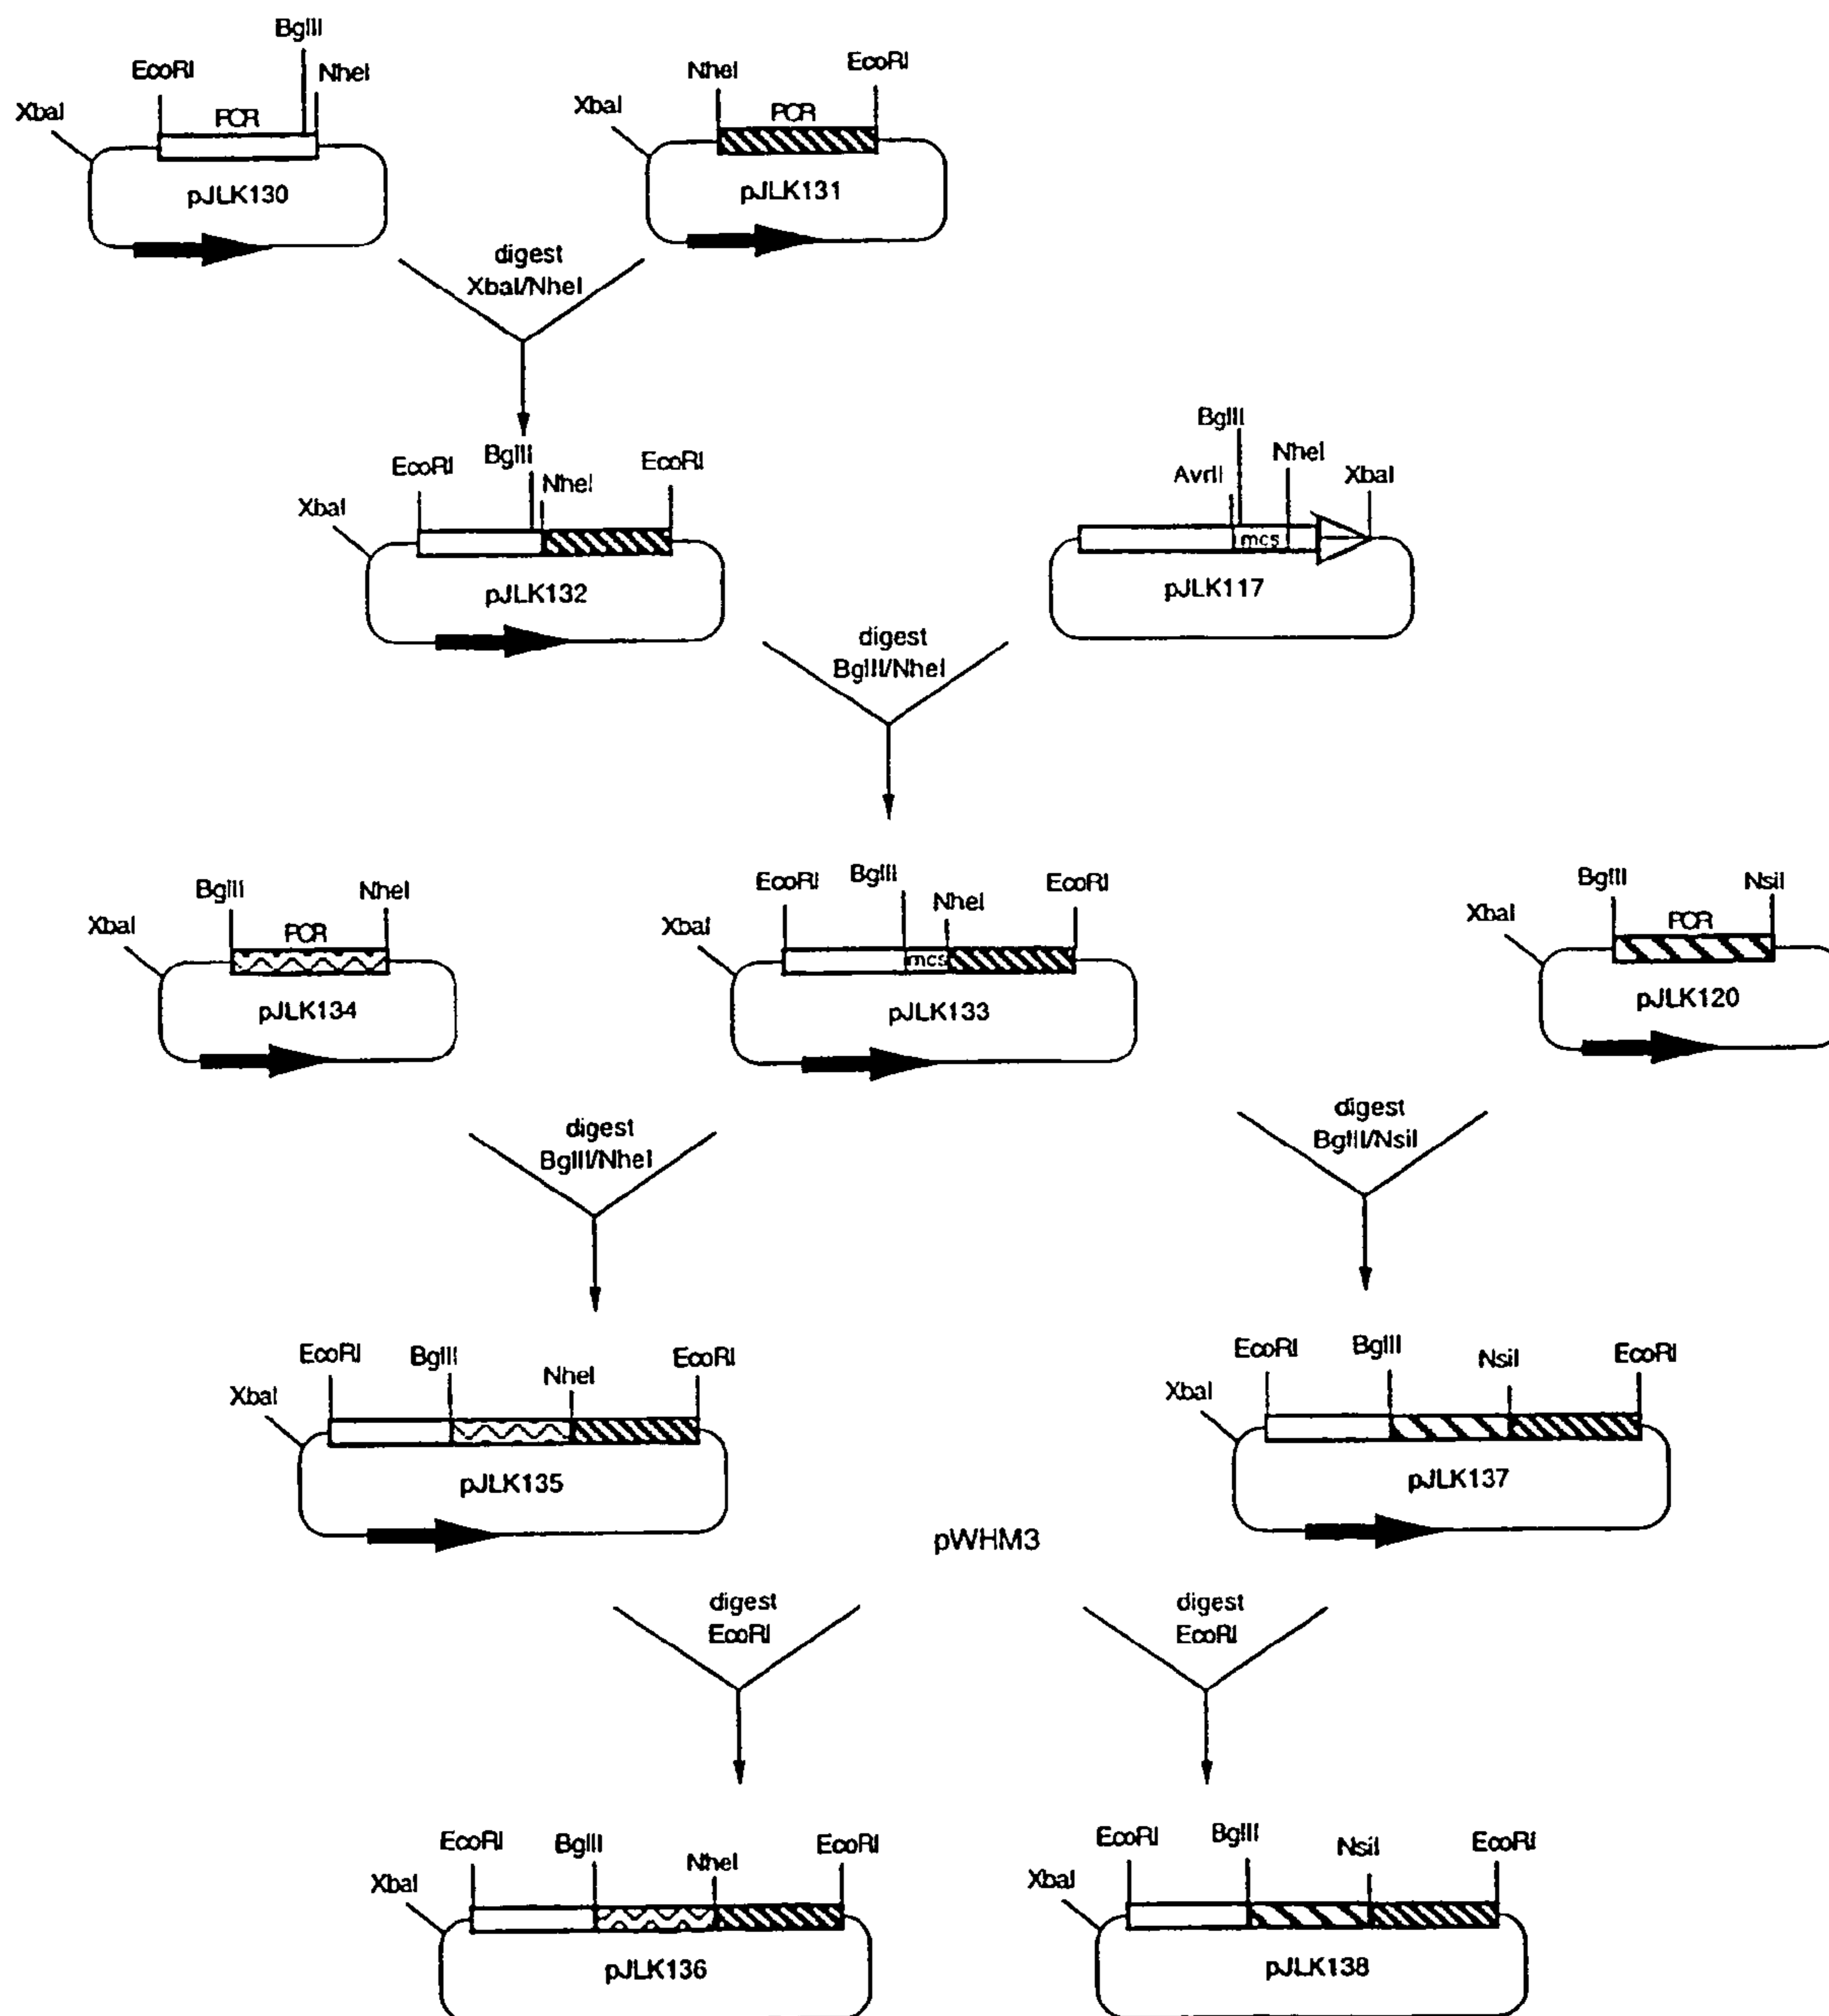 BglII
EcoRI
NheI
XbaI
PCR
pJLK130
NheI
EcoRI
XbaI
PCR
pJLK131
digest
XbaI/NheI
EcoRI
BglII
NheI
EcoRI
XbaI
pJLK132
BglII
AvrII
NheI
XbaI
mcs
pJLK117
digest
BglII/NheI
BglII
NheI
XbaI
PCR
pJLK134
EcoRI
BglII
NheI
EcoRI
XbaI
mcs
pJLK133
BglII
NsiI
XbaI
PCR
pJLK120
digest
BglII/NheI
digest
BglII/NsiI
EcoRI
BglII
NheI
EcoRI
XbaI
pJLK135
EcoRI
BglII
NsiI
EcoRI
XbaI
pJLK137
pWHM3
digest
EcoRI
digest
EcoRI
EcoRI
BglII
NheI
EcoRI
XbaI
pJLK136
EcoRI
BglII
NsiI
EcoRI
XbaI
pJLK138